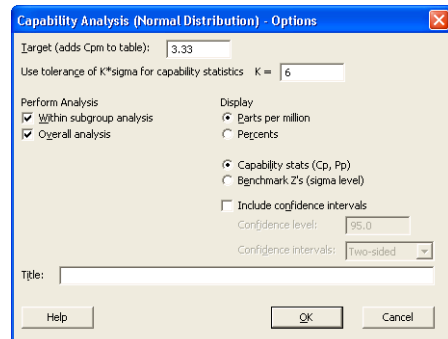 Capability Analysis (Normal Distribution) - Options
Target (adds Cpm to table): 3.33
Use tolerance of K*sigma for capability statistics K = 6
Perform Analysis
Within subgroup analysis
Overall analysis
Display
Parts per million
Percents
Capability stats (Cp, Pp)
Benchmark Z's (sigma level)
Include confidence intervals
Confidence level: 95.0
Confidence intervals: Two-sided
Title:
Help
OK
Cancel